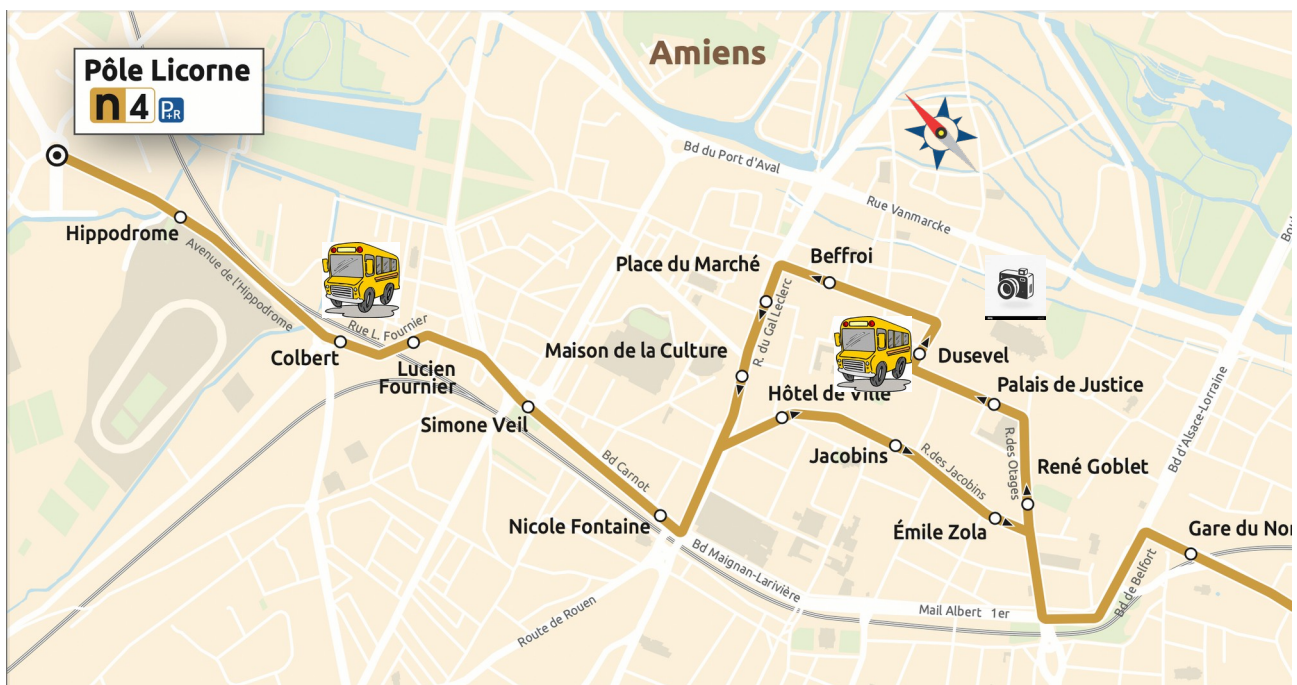 Amiens
Pôle Licorne
n 4 P+R
Bd du Port d'Aval
Rue Vanmarcke
Hippodrome
Avenue de l'Hippodrome
Place du Marché
Beffroi
R. du Gal Leclerc
Rue L. Fournier
Colbert
Lucien
Fournier
Maison de la Culture
Dusevel
Palais de Justice
Hôtel de Ville
Simone Veil
Bd Carnot
Jacobins
R.des Jacobins
R.des Otages
René Goblet
Bd d'Alsace-Lorraine
Nicole Fontaine
Émile Zola
Gare du Nor
Bd Maignan-Larivière
Bd de Belfort
Mail Albert 1er
Route de Rouen
Bou